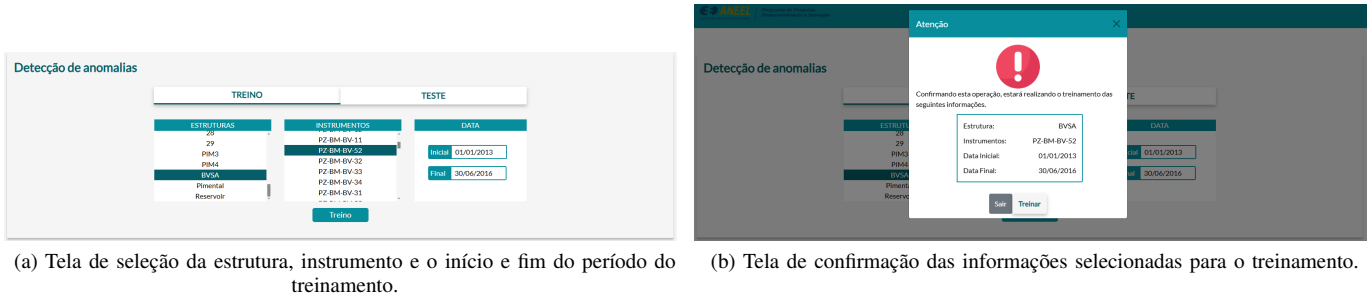 Detecção de anomalias
TREINO
TESTE
ESTRUTURAS
28
29
PIM3
PIM4
BVSA
Pimental
Reservoir
INSTRUMENTOS
PZ-BM-BV-11
PZ-BM-BV-52
PZ-BM-BV-32
PZ-BM-BV-33
PZ-BM-BV-34
PZ-BM-BV-31
DATA
Inicial 01/01/2013
Final 30/06/2016
Treino
(a) Tela de seleção da estrutura, instrumento e o início e fim do período do
treinamento.
ANEEL
Detecção de anomalias
TE
ESTRUTU
28
29
PIM3
PIM4
BVSA
Pimenta
Reservo
DATA
cial 01/01/2013
al 30/06/2016
Atenção
Confirmando esta operação, estará realizando o treinamento das
seguintes informações.
Estrutura: BVSA
Instrumentos: PZ-BM-BV-52
Data Inicial: 01/01/2013
Data Final: 30/06/2016
Sair Treinar
(b) Tela de confirmação das informações selecionadas para o treinamento.